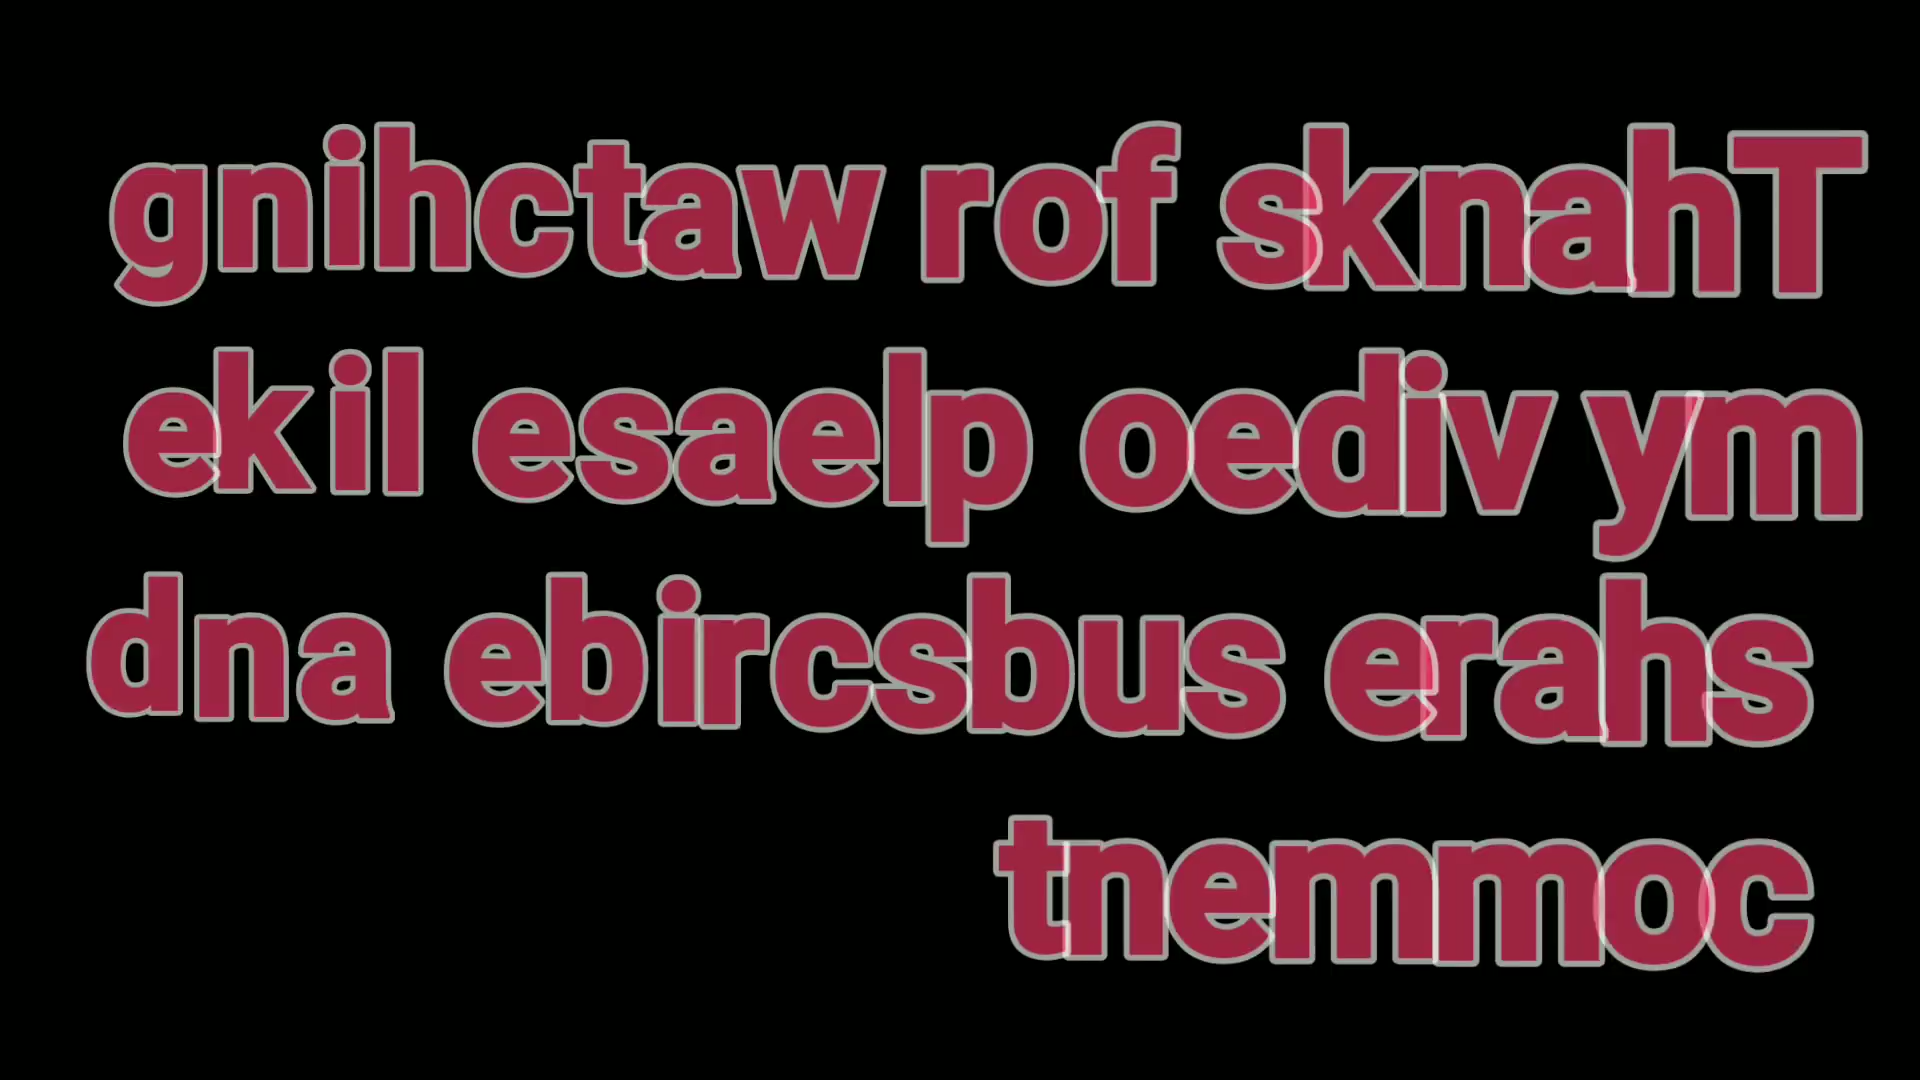 gnihctaw rof sknahT
ekil esaelp oediv ym
dna ebircsbus erahs
tnemmoc